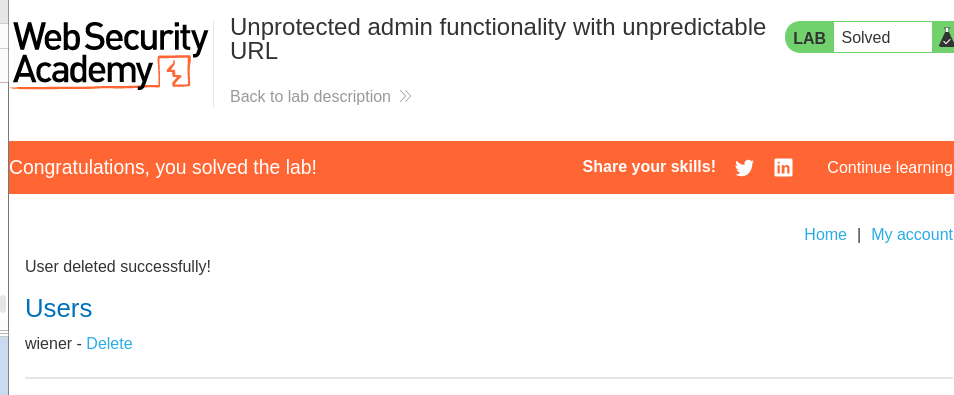 Web Security
Academy
Unprotected admin functionality with unpredictable
URL
LAB Solved
Back to lab description
Congratulations, you solved the lab!
Share your skills!
Continue learning
Home | My account
User deleted successfully!
Users
wiener - Delete